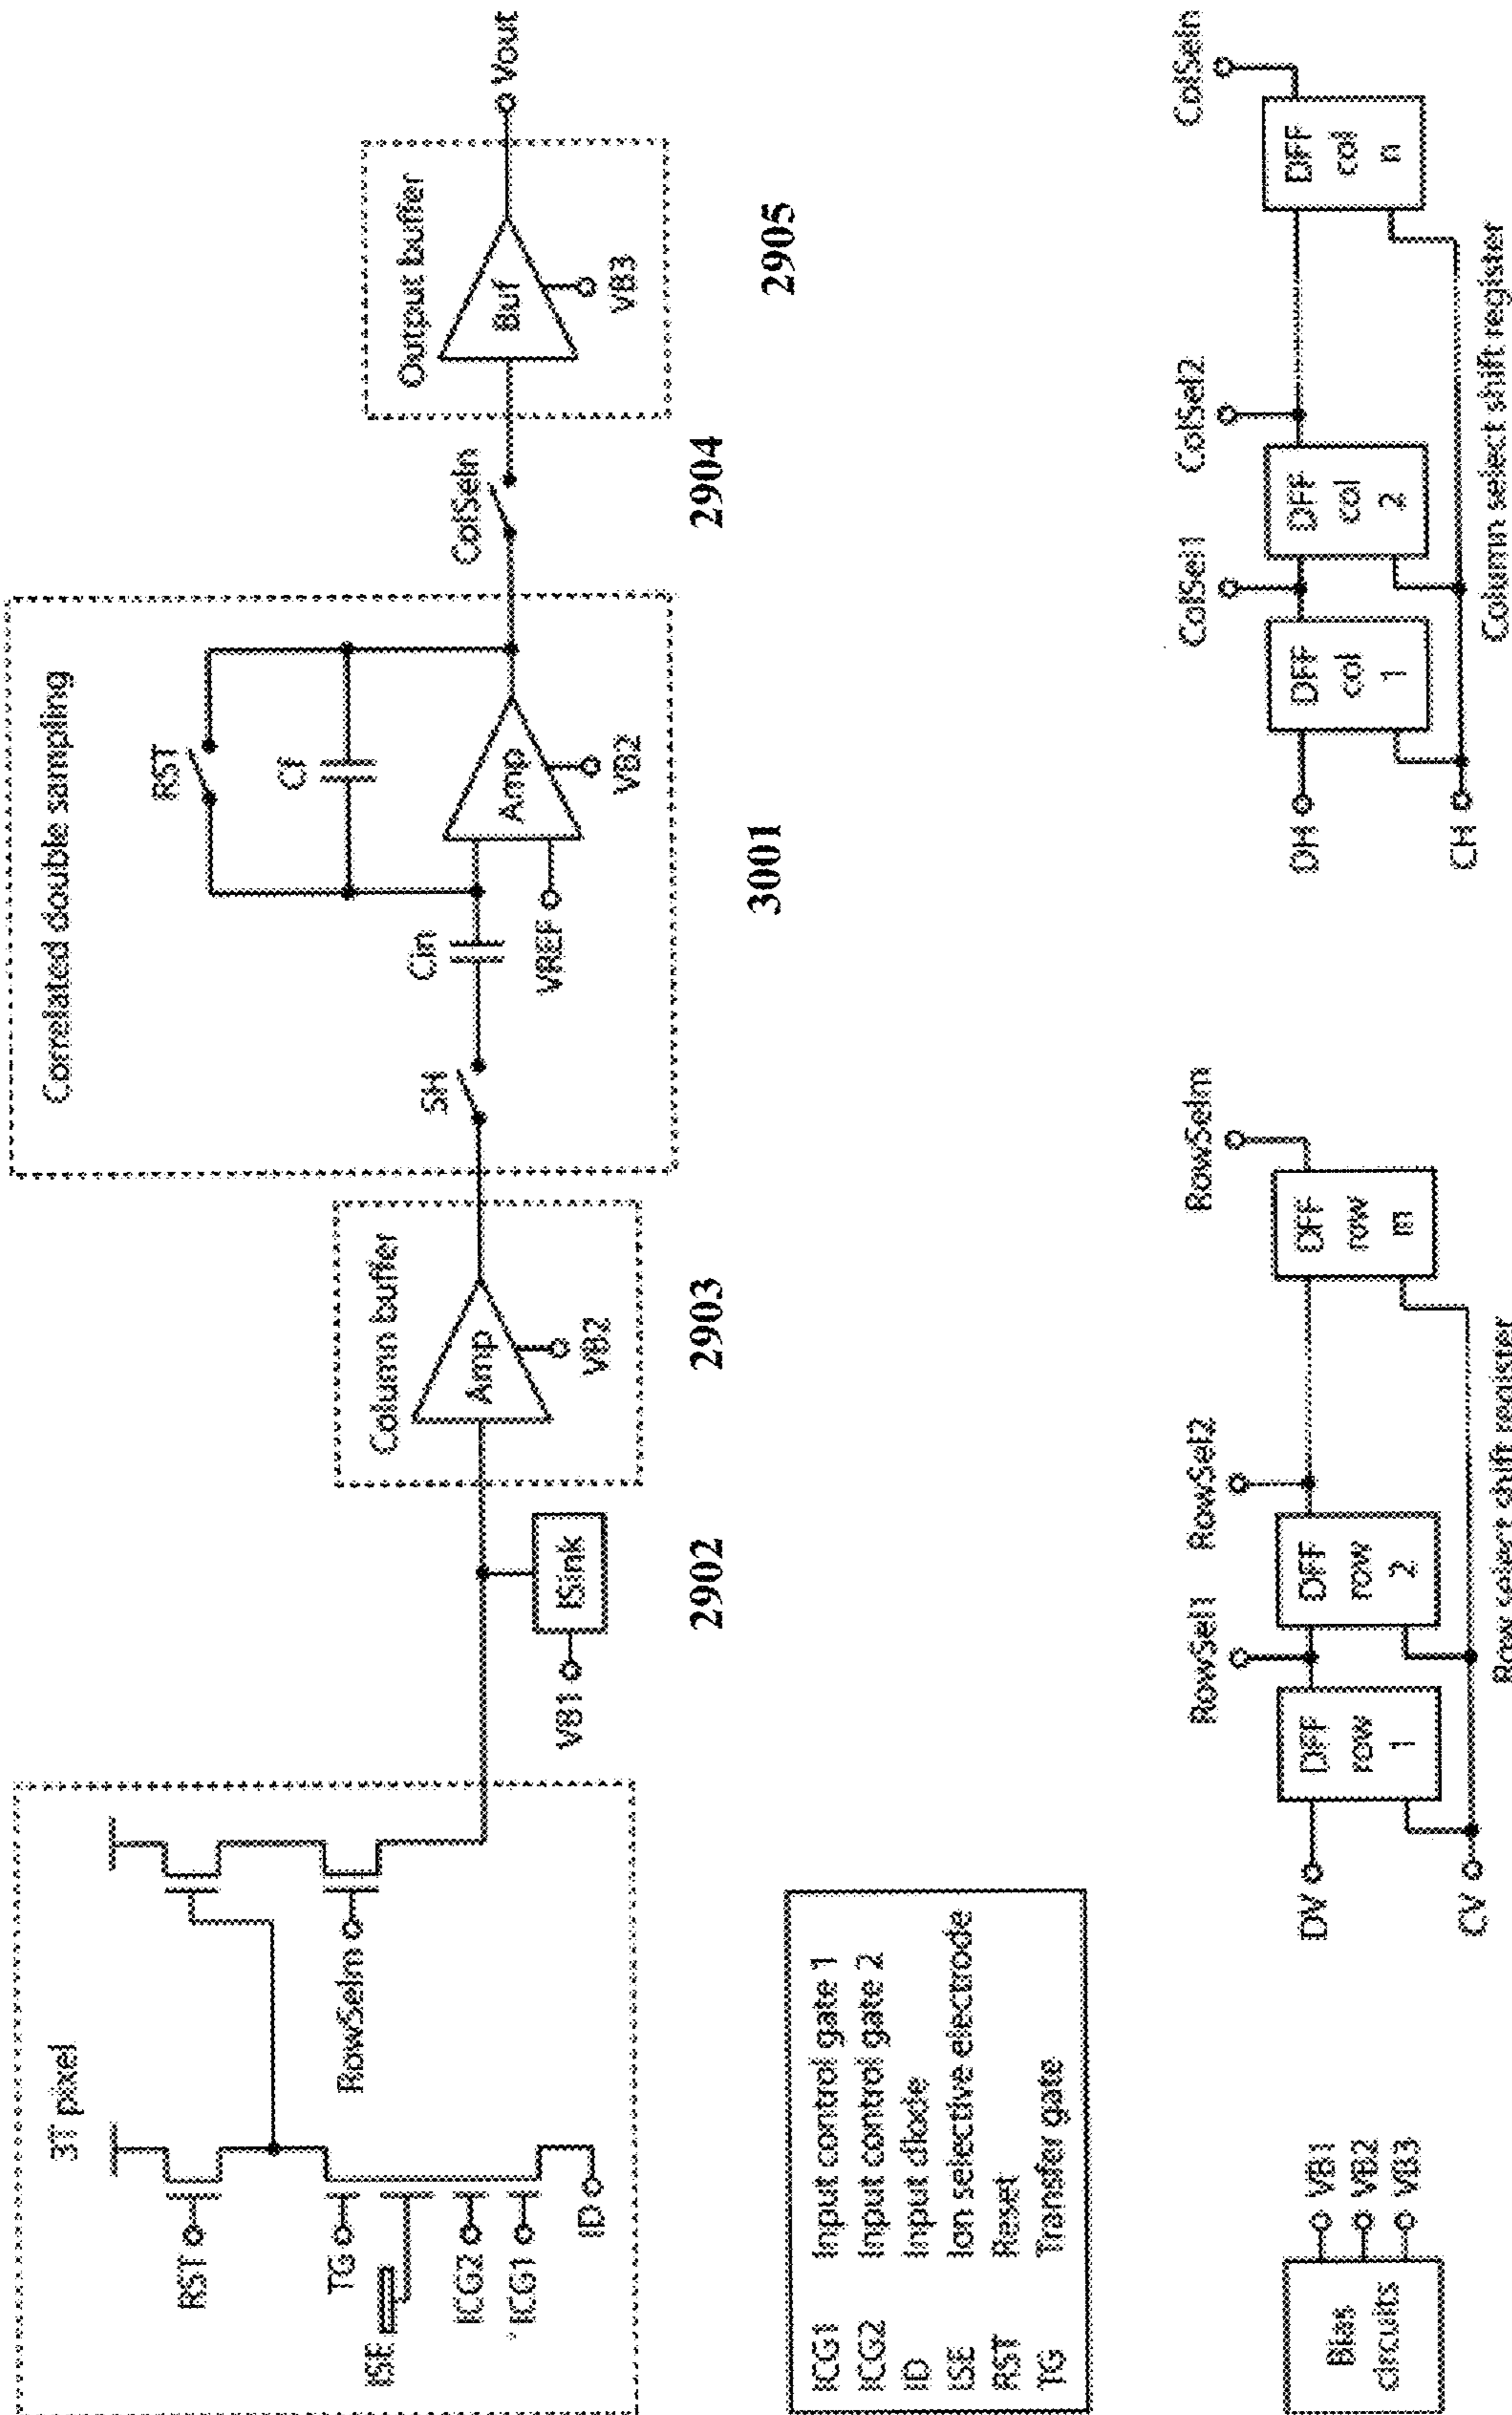 3T pixel
RST
TG
ISE
ICG2
ICG1
ID
RowSelm
VB1
ISink
2902
Column buffer
Amp
VB2
2903
Correlated double sampling
SH
Cin
VREF
RST
Cf
Amp
VB2
3001
ColSeln
2904
Output buffer
Buf
VB3
2905
Vout
ICG1 Input control gate 1
ICG2 Input control gate 2
ID Input diode
ISE Ion selective electrode
RST Reset
TG Transfer gate
Bias
circuits
VB1
VB2
VB3
DV
CV
RowSel1
RowSel2
RowSelm
DFF
row
1
DFF
row
2
DFF
row
m
Row select shift register
DH
CH
ColSel1
ColSel2
ColSeln
DFF
col
1
DFF
col
2
DFF
col
n
Column select shift register